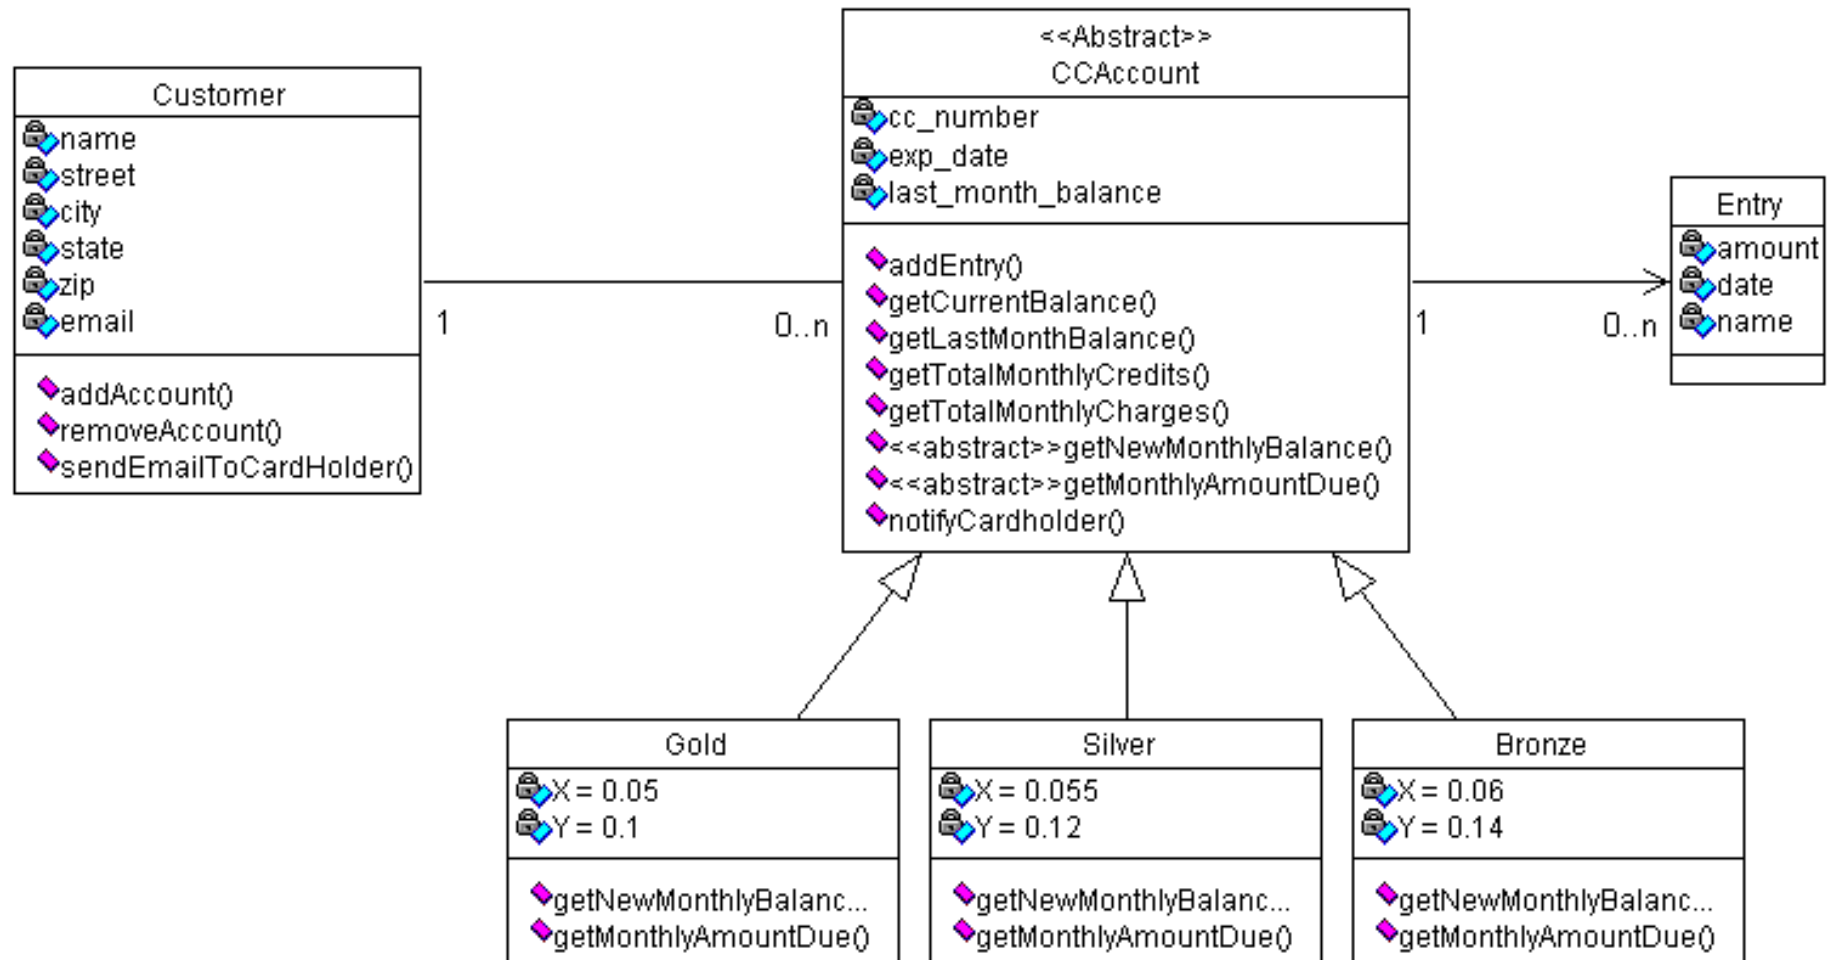 Customer
name
street
city
state
zip
email
addAccount()
removeAccount()
sendEmailToCardHolder()
1
0..n
<<Abstract>>
CCAccount
cc_number
exp_date
last_month_balance
addEntry()
getCurrentBalance()
getLastMonthBalance()
getTotalMonthlyCredits()
getTotalMonthlyCharges()
<<abstract>>getNewMonthlyBalance()
<<abstract>>getMonthlyAmountDue()
notifyCardholder()
1
0..n
Entry
amount
date
name
Gold
X = 0.05
Y = 0.1
getNewMonthlyBalanc...
getMonthlyAmountDue()
Silver
X = 0.055
Y = 0.12
getNewMonthlyBalanc...
getMonthlyAmountDue()
Bronze
X = 0.06
Y = 0.14
getNewMonthlyBalanc...
getMonthlyAmountDue()